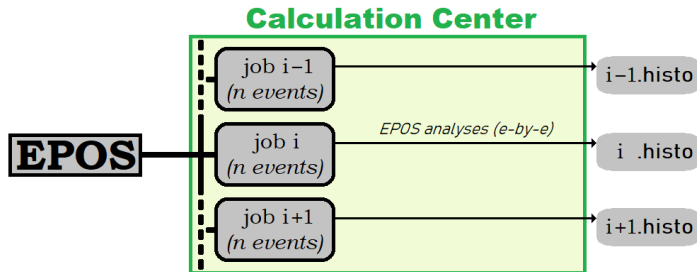 Calculation Center
job i−1
(n events)
i−1.histo
EPOS
job i
(n events)
EPOS analyses (e-by-e)
i .histo
job i+1
(n events)
i+1.histo